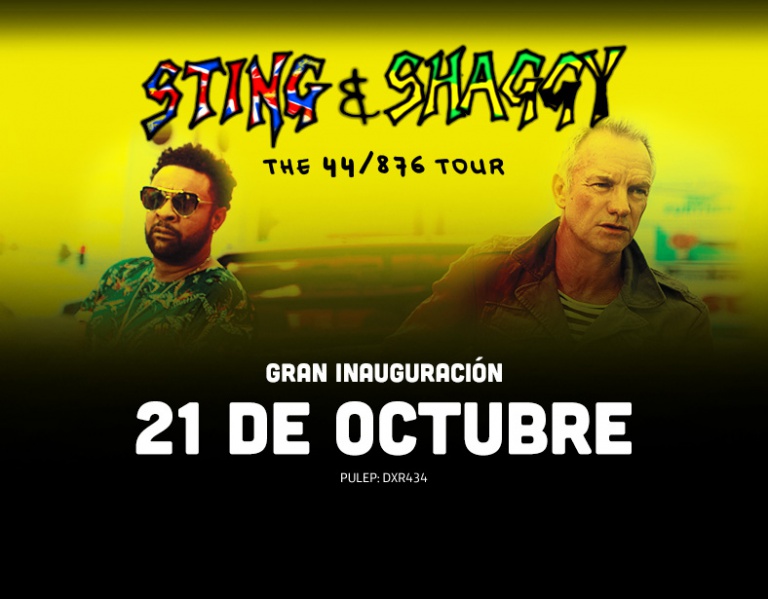 STING & SHAGGY
THE 44/876 TOUR
GRAN INAUGURACIÓN
21 DE OCTUBRE
PULEP: DXR434